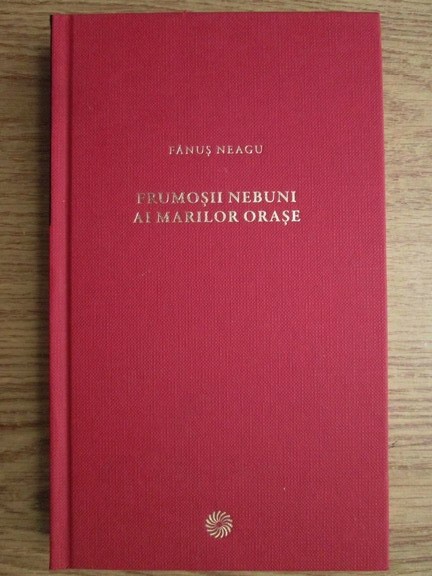 FĂNUȘ NEAGU
FRUMOȘII NEBUNI
AI MARILOR ORAȘE